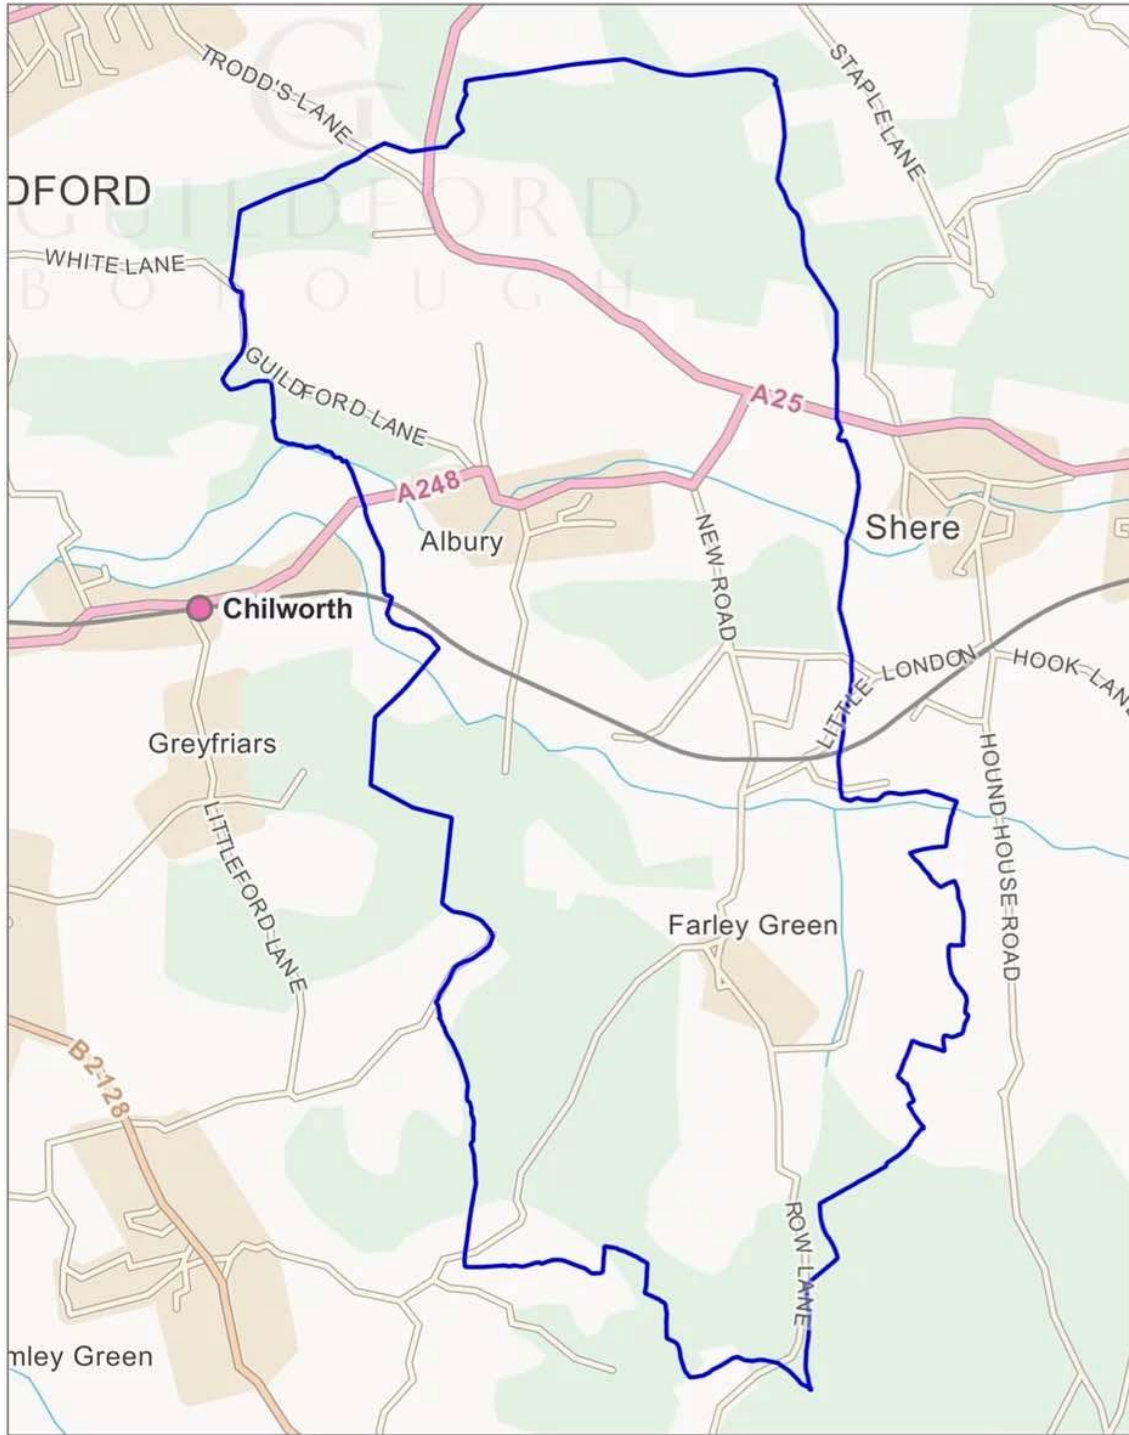 TRODD'S LANE
STAPLE LANE
G
DFORD
GUILDFORD
WHITE LANE
BOROUGH
GUILDFORD LANE
A25
A248
Albury
Shere
NEW ROAD
Chilworth
LITTLE LONDON
HOOK LANE
Greyfriars
HOUND HOUSE ROAD
LITTLEFORD LANE
Farley Green
B2128
ROW LANE
mley Green